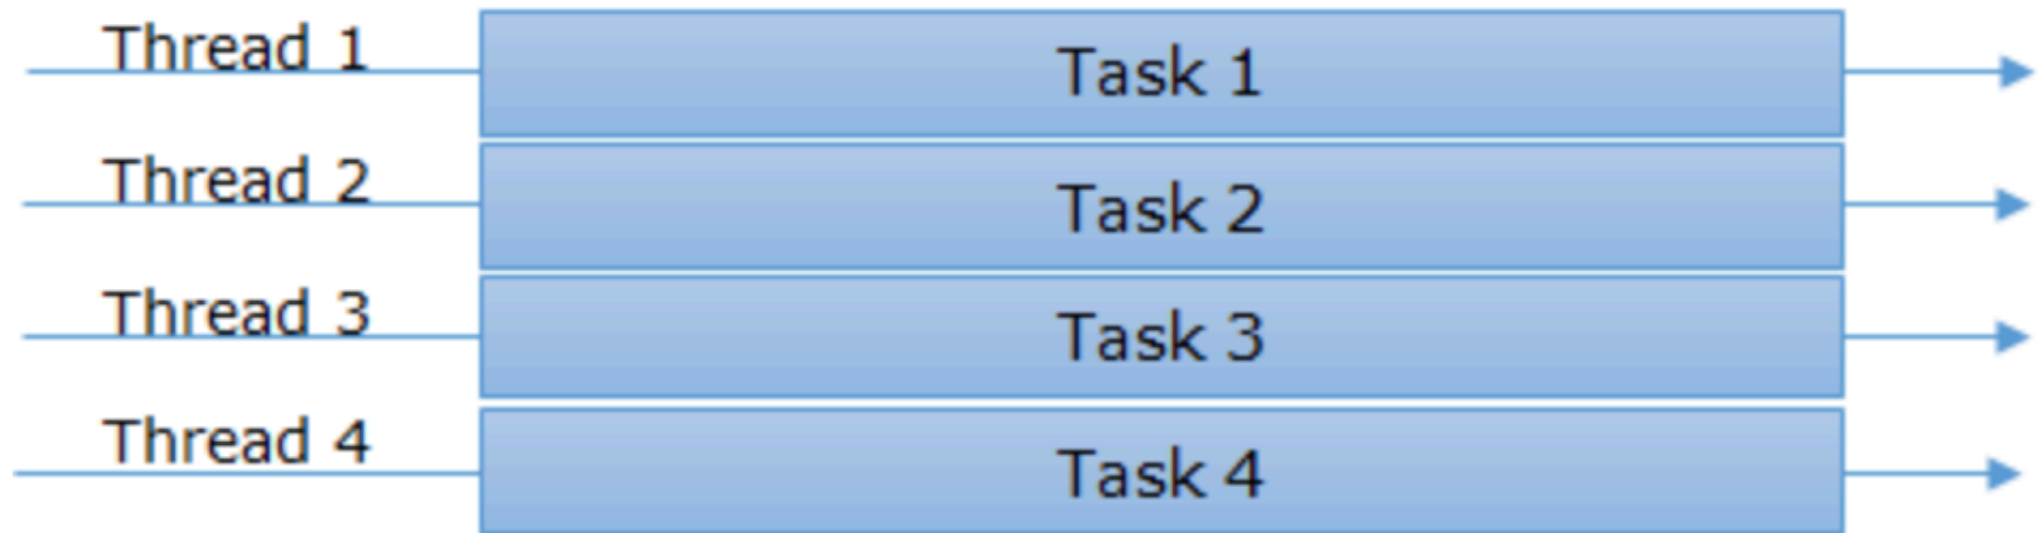 Thread 1 Task 1
Thread 2 Task 2
Thread 3 Task 3
Thread 4 Task 4